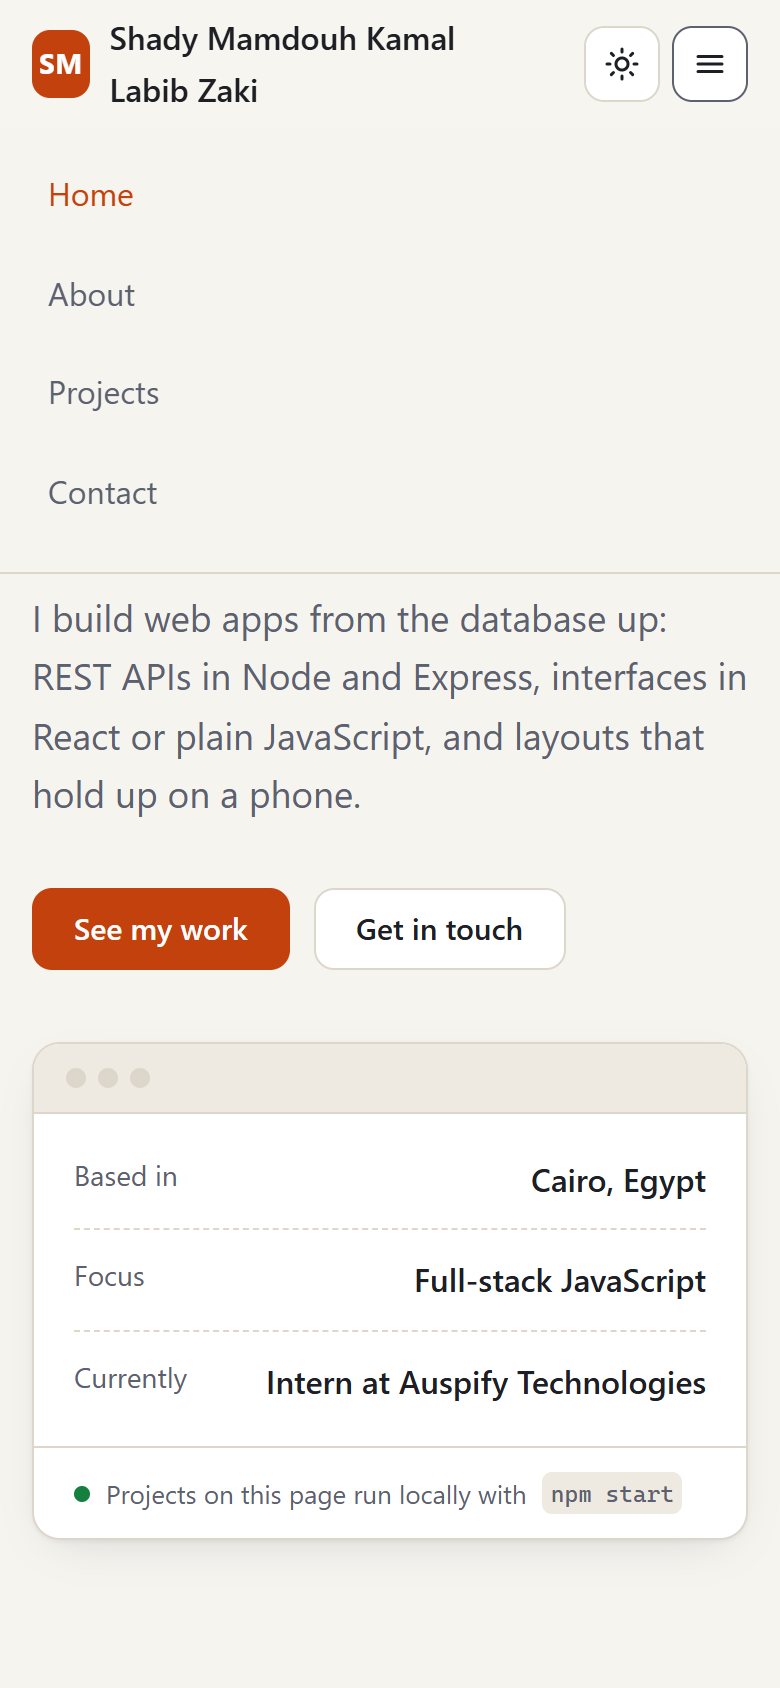 SM
Shady Mamdouh Kamal
Labib Zaki
Home
About
Projects
Contact
I build web apps from the database up:
REST APIs in Node and Express, interfaces in
React or plain JavaScript, and layouts that
hold up on a phone.
See my work
Get in touch
Based in
Cairo, Egypt
Focus
Full-stack JavaScript
Currently
Intern at Auspify Technologies
Projects on this page run locally with npm start